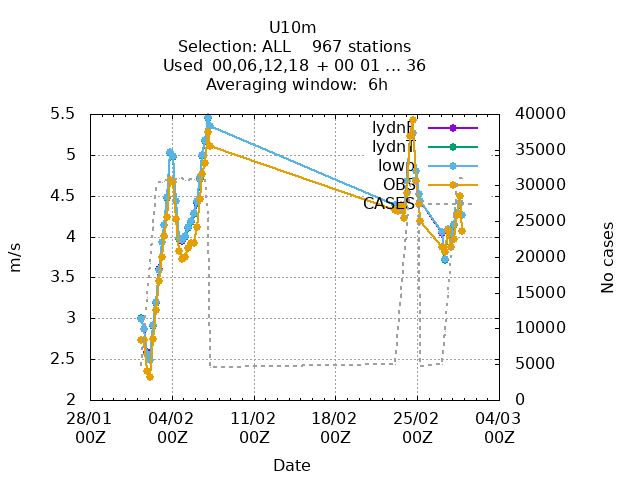 U10m
Selection: ALL    967 stations
Used  00,06,12,18  + 00 01 ... 36
Averaging window:  6h
5.5
5
4.5
4
3.5
3
2.5
2
40000
35000
30000
25000
20000
15000
10000
5000
0
lydnF
lydnT
lowp
OBS
CASES
m/s
No cases
28/01 04/02 11/02 18/02 25/02 04/03
00Z 00Z 00Z 00Z 00Z 00Z
Date